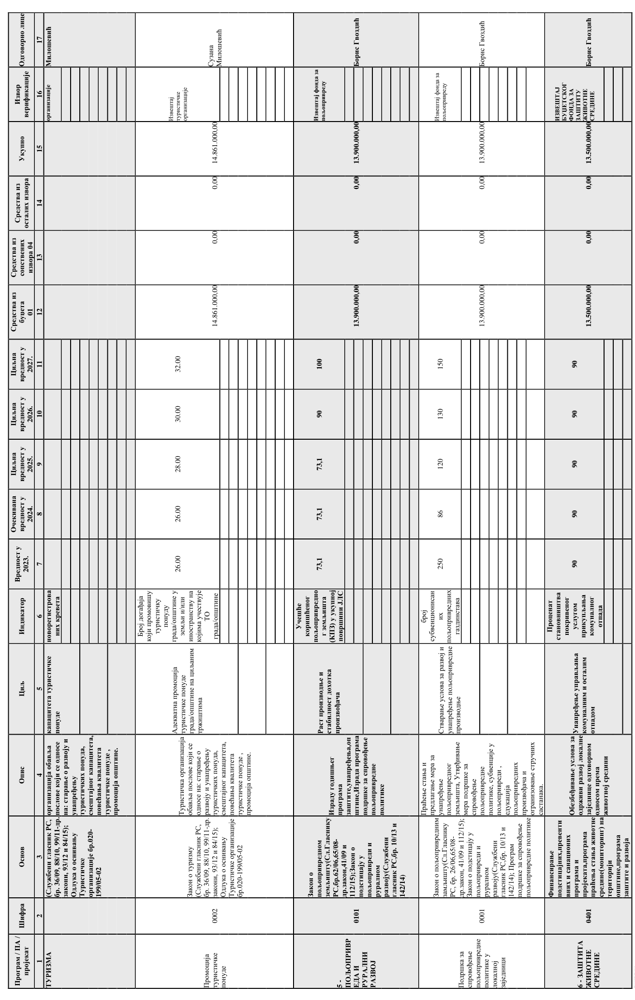 Програм / ПА /
пројекат
Шифра
Основ
Опис
Циљ
Индикатор
Вредност у
2023.
Очекивана
вредност у
2024.
Циљна
вредност у
2025.
Циљна
вредност у
2026.
Циљна
вредност у
2027.
Средства из
буџета
01
Средства из
сопствених
извора 04
Средства из
осталих извора
Укупно
Извор
верификације
Одговорно лице
1
2
3
4
5
6
7
8
9
10
11
12
13
14
15
16
17
ТУРИЗМА
(Службени гласник РС,
бр. 36/09, 88/10, 99/11-др.
закони, 93/12 и 84/15);
Одлука о оснивању
Туристичке
организације бр.020-
199/05-02
организација обавља
послове који се односе
на: старање о развоју и
унапређењу
туристичких понуда,
смештајног капацитета,
повећања квалитета
туристичке понуде ,
промоција општине.
капацитета туристичке
понуде
новорегистрова
них кревета
организације
Милошевић
Промоција
туристичке
понуде
0002
Закон о туризму
(Службени гласник РС,
бр. 36/09, 88/10, 99/11-др.
закони, 93/12 и 84/15);
Одлука о оснивању
Туристичке организације
бр.020-199/05-02
Туристичка организација
обавља послове који се
односе на: старање о
развоју и унапређењу
туристичких понуда,
смештајног капацитета,
повећања квалитета
туристичке понуде ,
промоција општине.
Адекватна промоција
туристичке понуде
града/општине на циљаним
тржиштима
Број догађаја
који промовишу
туристичку
понуду
града/општине у
земљи и/или
иностранству на
којима учествује
ТО
града/општине
26.00
26.00
28.00
30.00
32.00
14.861.000,00
0,00
0,00
14.861.000,00
Извештај
туристичке
организације
Сузана
Милошевић
5 -
ПОЉОПРИВР
ЕДА И
РУРАЛНИ
РАЗВОЈ
0101
Закон о
пољопривредном
земљишту(Сл.Гласнику
РС,бр.62/06,65/08-
др.закон,41/09 и
112/15);Закон о
подстицају у
пољопривреди и
руралном
развоју(Службени
гласник РС,бр. 10/13 и
142/14)
Израду годишњег
програма
заштите,унапређења,оп
штине,Израда програма
подршке за спровођење
пољопривредне
политике
Раст производње и
стабилност дохотка
произвођача
Учешће
коришћеног
пољопривредно
г земљишта
(КПЗ) у укупној
површини ЈЛС
73,1
73,1
73,1
90
100
13.900.000,00
0,00
0,00
13.900.000,00
Извештај фонда за
пољопривреду
Борис Гвоздић
Подршка за
спровођење
пољопривредне
политике у
локалној
заједници
0001
Закон о пољопривредним
замљишту(Сл.Гласнику
РС, бр. 26/06,65/08-
др.закон, 41/09 и 112/15);
Закон о подстицају у
пољопривреди и
руралном
развоју(Службени
гласник РС,бр. 10/13 и
142/14); Програм
подршке за спровођење
пољопривредне политике
Праћење стања и
предлагање мера за
унапређење
пољопривредног
земљишта, Утврђивање
мера подршке за
спровођење
пољопривредне
политике, субвенције у
пољопривреди ,
едукација
пољопривредних
произвођача и
огранизовање стручних
састанака.
Стварање услова за развој и
унапређење пољопривредне
производње
број
субвенционисан
их
пољопривредних
газдинстава
250
86
120
130
150
13.900.000,00
0,00
0,00
13.900.000,00
Извештај фонда за
пољопривреду
Борис Гвоздић
6 - ЗАШТИТА
ЖИВОТНЕ
СРЕДИНЕ
0401
Финансирање
подстицајних,превенти
вних и санационих
програма и
пројеката,програма
праћења стања животне
средине(мониторинг) на
територији
општине,програма
заштите и развоја
Обезбеђивање услова за
одрживи развој локалне
заједнице одговорном
односом према
животној средини
Унапређење управљања
комуналним и осталим
отпадом
Проценат
становништва
покривеног
услугом
прикупљања
комуналног
отпада
90
90
90
90
90
13.500.000,00
0,00
0,00
13.500.000,00
ИЗВЕШТАЈ
БУЏЕТСКОГ
ФОНДА ЗА
ЗАШТИТУ
ЖИВОТНЕ
СРЕДИНЕ
Борис Гвоздић